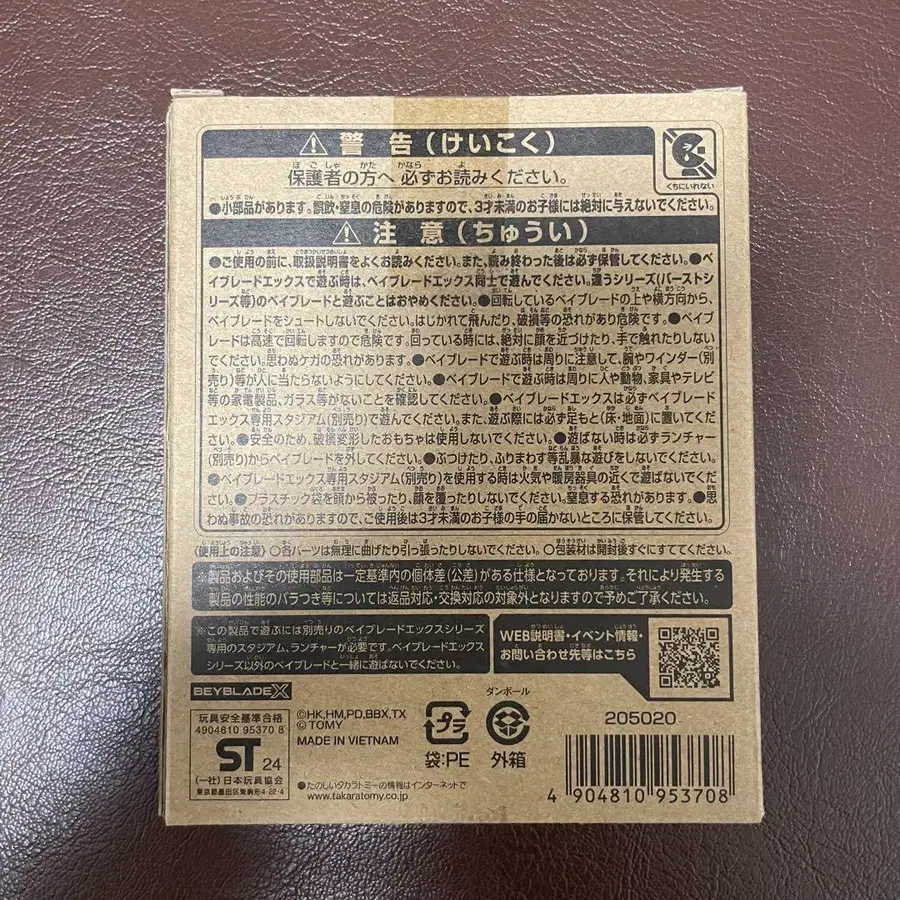 ⚠ 警告(けいこく)
保護者の方へ 必ずお読みください。
くちにいれない
●小部品があります。誤飲・窒息の危険がありますので、3才未満のお子様には絶対に与えないでください。
⚠ 注意(ちゅうい)
●ご使用の前に、取扱説明書をよくお読みください。また、読み終わった後は必ず保管してください。●ベ
イブレードエックスで遊ぶ時は、ベイブレードエックス同士で遊んでください。違うシリーズ(バーストシ
リーズ等)のベイブレードと遊ぶことはおやめください。●回転しているベイブレードの上や横方向から、
ベイブレードをシュートしないでください。はじかれて飛んだり、破損等の恐れがあり危険です。●ベイブ
レードは高速で回転しますので危険です。回っている時には、絶対に顔を近づけたり、手で触れたりしない
でください。思わぬケガの恐れがあります。●ベイブレードで遊ぶ時は周りに注意して、腕やワインダー(別
売り)等が人に当たらないようにしてください。●ベイブレードで遊ぶ時は周りに人や動物、家具やテレビ
等の家電製品、ガラス等がないことを確認してください。●ベイブレードエックスは必ずベイブレード
エックス専用スタジアム(別売り)で遊んでください。また、遊ぶ際には必ず足もと(床・地面)に置いてくだ
さい。●安全のため、破損変形したおもちゃは使用しないでください。●遊ばない時は必ずランチャー
(別売り)からベイブレードを外してください。●ぶつけたり、ふりまわす等乱暴な遊びをしないでください。
●ベイブレードエックス専用スタジアム(別売り)を使用する時は火気や暖房器具の近くで遊ばないでくだ
さい。●プラスチック袋を頭から被ったり、顔を覆ったりしないでください。窒息する恐れがあります。●思
わぬ事故の恐れがありますので、ご使用後は3才未満のお子様の手の届かないところに保管してください。
〈使用上の注意〉○各パーツは無理に曲げたり引っ張ったりしないでください。○包装材は開封後すぐにすててください。
※製品およびその使用部品は一定基準内の個体差(公差)がある仕様となっております。それにより発生する
製品の性能のバラつき等については返品対応・交換対応の対象外となりますので予めご了承ください。
※この製品で遊ぶには別売りのベイブレードエックスシリーズ
専用のスタジアム、ランチャーが必要です。ベイブレードエックス
シリーズ以外のベイブレードと一緒に遊ばないでください。
WEB説明書・イベント情報・
お問い合わせ先等はこちら
BEYBLADE X
玩具安全基準合格
4904810 95370 8
ST 24
(一社)日本玩具協会
東京都墨田区東駒形4-22-4
©HK,HM,PD,BBX,TX
©TOMY
MADE IN VIETNAM
プラ
袋:PE
ダンボール
外箱
●たのしいタカラトミーの情報はインターネットで
www.takaratomy.co.jp
205020
4 904810 953708